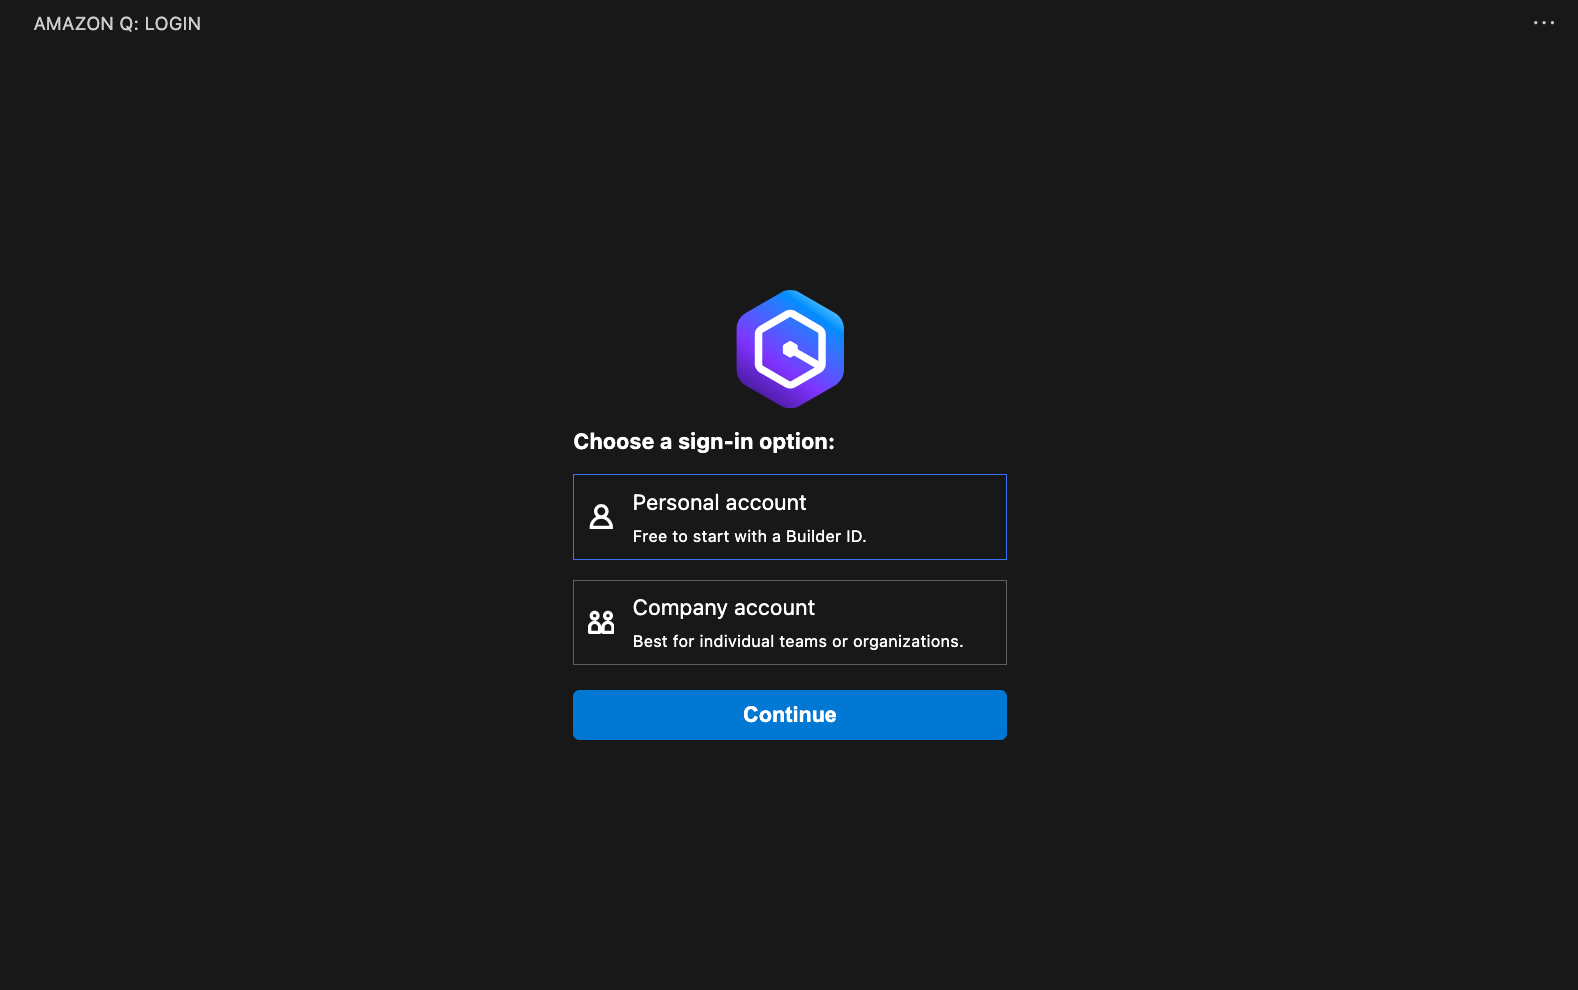 AMAZON Q: LOGIN
Choose a sign-in option:
Personal account
Free to start with a Builder ID.
Company account
Best for individual teams or organizations.
Continue